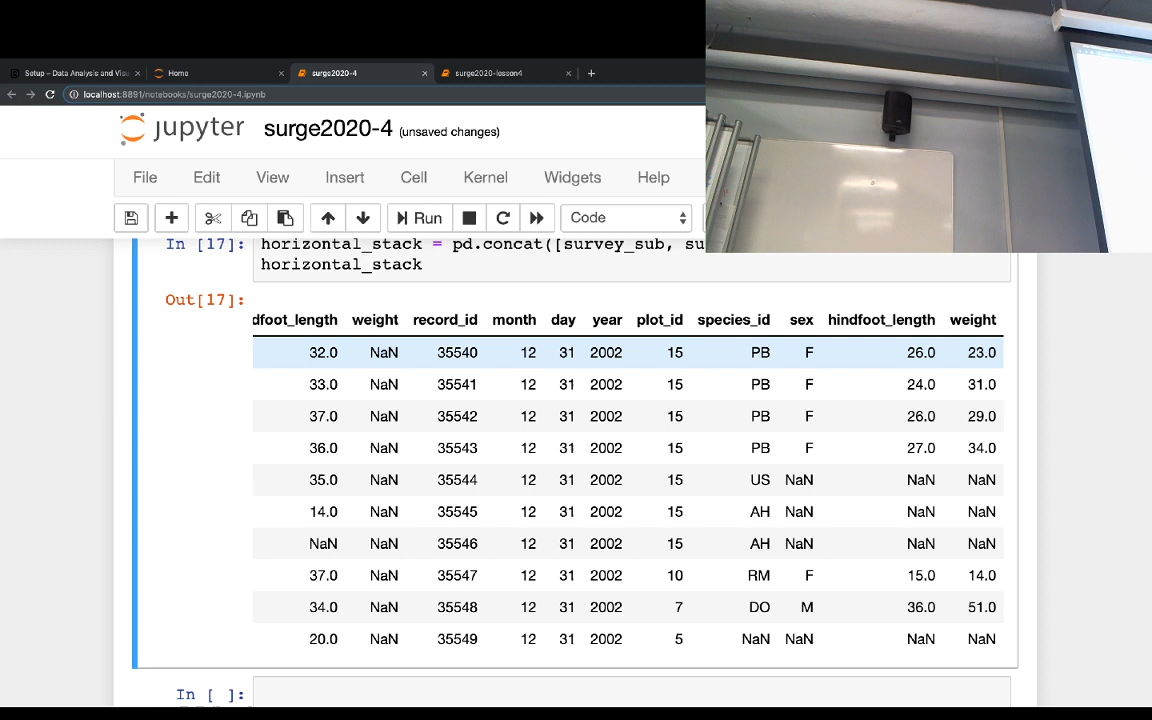 Setup – Data Analysis and Visu
Home
surge2020-4
surge2020-lesson4
localhost:8891/notebooks/surge2020-4.ipynb
jupyter surge2020-4 (unsaved changes)
File Edit View Insert Cell Kernel Widgets Help
Run Code
In [17]: horizontal_stack = pd.concat([survey_sub, su
horizontal_stack
Out[17]:
dfoot_length weight record_id month day year plot_id species_id sex hindfoot_length weight
32.0 NaN 35540 12 31 2002 15 PB F 26.0 23.0
33.0 NaN 35541 12 31 2002 15 PB F 24.0 31.0
37.0 NaN 35542 12 31 2002 15 PB F 26.0 29.0
36.0 NaN 35543 12 31 2002 15 PB F 27.0 34.0
35.0 NaN 35544 12 31 2002 15 US NaN NaN NaN
14.0 NaN 35545 12 31 2002 15 AH NaN NaN NaN
NaN NaN 35546 12 31 2002 15 AH NaN NaN NaN
37.0 NaN 35547 12 31 2002 10 RM F 15.0 14.0
34.0 NaN 35548 12 31 2002 7 DO M 36.0 51.0
20.0 NaN 35549 12 31 2002 5 NaN NaN NaN NaN
In [ ]: